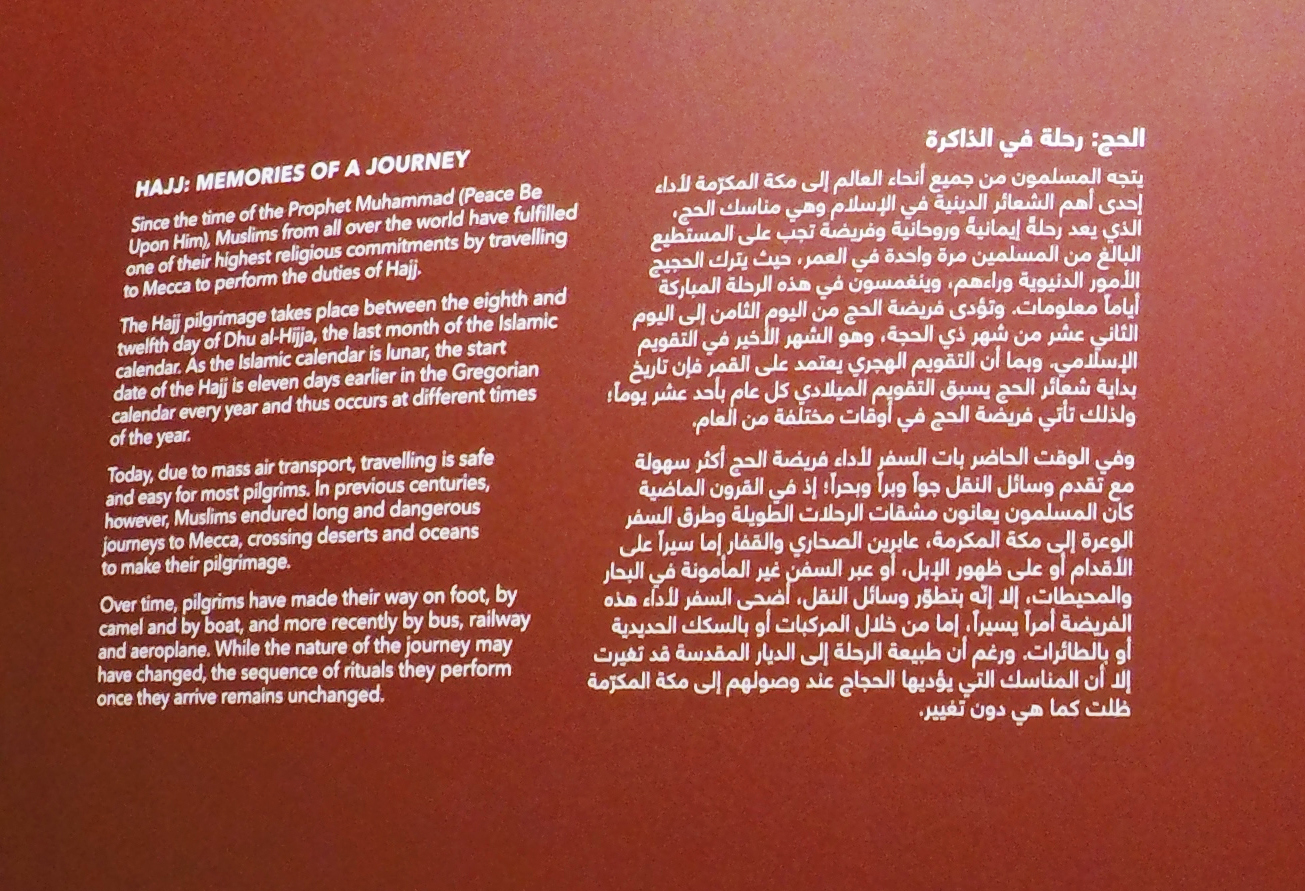 HAJJ: MEMORIES OF A JOURNEY
Since the time of the Prophet Muhammad (Peace Be
Upon Him), Muslims from all over the world have fulfilled
one of their highest religious commitments by travelling
to Mecca to perform the duties of Hajj.
The Hajj pilgrimage takes place between the eighth and
twelfth day of Dhu al-Hijja, the last month of the Islamic
calendar. As the Islamic calendar is lunar, the start
date of the Hajj is eleven days earlier in the Gregorian
calendar every year and thus occurs at different times
of the year.
Today, due to mass air transport, travelling is safe
and easy for most pilgrims. In previous centuries,
however, Muslims endured long and dangerous
journeys to Mecca, crossing deserts and oceans
to make their pilgrimage.
Over time, pilgrims have made their way on foot, by
camel and by boat, and more recently by bus, railway
and aeroplane. While the nature of the journey may
have changed, the sequence of rituals they perform
once they arrive remains unchanged.
الحج: رحلة في الذاكرة
يتجه المسلمون من جميع أنحاء العالم إلى مكة المكرّمة لأداء
إحدى أهم الشعائر الدينية في الإسلام وهي مناسك الحج،
الذي يعد رحلةً إيمانيةً وروحانية وفريضة تجب على المستطيع
البالغ من المسلمين مرة واحدة في العمر، حيث يترك الحجيج
الأمور الدنيوية وراءهم، وينغمسون في هذه الرحلة المباركة
أياماً معلومات. وتؤدى فريضة الحج من اليوم الثامن إلى اليوم
الثاني عشر من شهر ذي الحجة، وهو الشهر الأخير في التقويم
الإسلامي. وبما أن التقويم الهجري يعتمد على القمر فإن تاريخ
بداية شعائر الحج يسبق التقويم الميلادي كل عام بأحد عشر يوماً؛
ولذلك تأتي فريضة الحج في أوقات مختلفة من العام.
وفي الوقت الحاضر بات السفر لأداء فريضة الحج أكثر سهولة
مع تقدم وسائل النقل جواً وبراً وبحراً؛ إذ في القرون الماضية
كان المسلمون يعانون مشقات الرحلات الطويلة وطرق السفر
الوعرة إلى مكة المكرمة، عابرين الصحاري والقفار إما سيراً على
الأقدام أو على ظهور الإبل، أو عبر السفن غير المأمونة في البحار
والمحيطات، إلا إنّه بتطوّر وسائل النقل، أضحى السفر لأداء هذه
الفريضة أمراً يسيراً، إما من خلال المركبات أو بالسكك الحديدية
أو بالطائرات. ورغم أن طبيعة الرحلة إلى الديار المقدسة قد تغيرت
إلا أن المناسك التي يؤديها الحجاج عند وصولهم إلى مكة المكرّمة
ظلت كما هي دون تغيير.